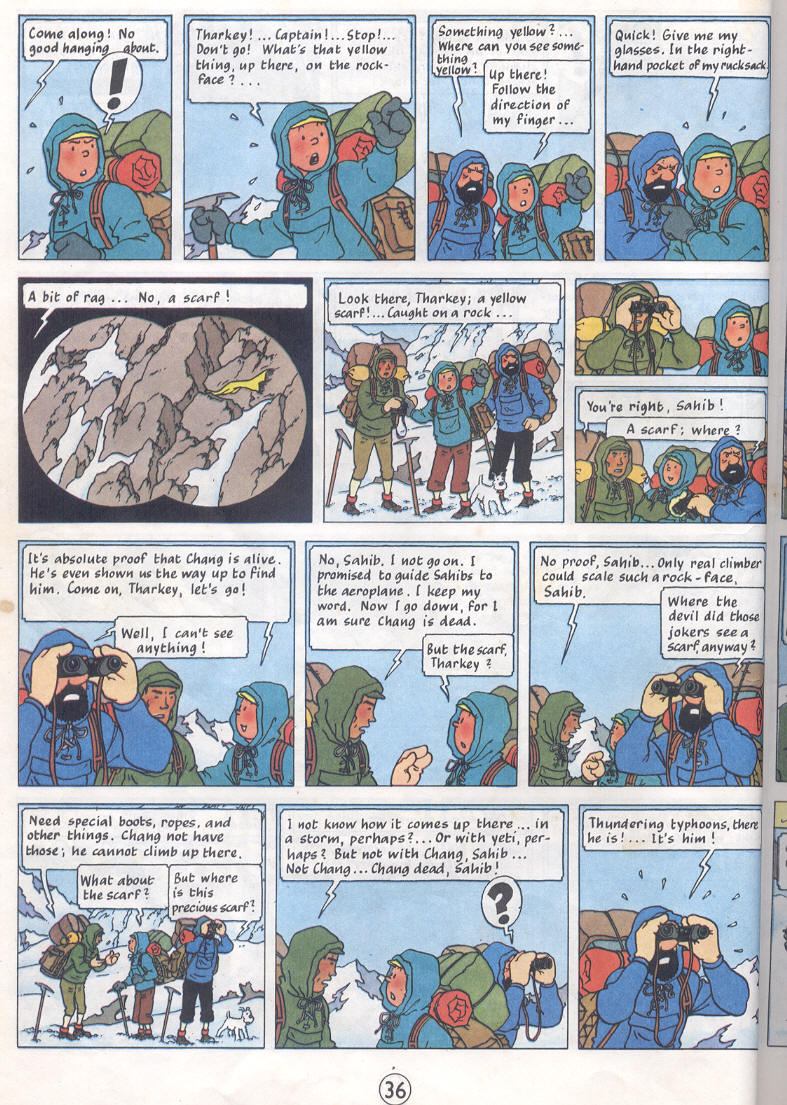 Come along! No
good hanging about.
!
Tharkey!... Captain!...Stop!...
Don't go! What's that yellow
thing, up there, on the rock-
face?...
Something yellow?...
Where can you see some-
thing
yellow?
Up there!
Follow the
direction of
my finger...
Quick! Give me my
glasses. In the right-
hand pocket of my rucksack.
A bit of rag... No, a scarf!
Look there, Tharkey; a yellow
scarf!...Caught on a rock...
You're right, Sahib!
A scarf; where?
It's absolute proof that Chang is alive.
He's even shown us the way up to find
him. Come on, Tharkey, let's go!
Well, I can't see
anything!
No, Sahib. I not go on. I
promised to guide Sahibs to
the aeroplane. I keep my
word. Now I go down, for I
am sure Chang is dead.
But the scarf,
Tharkey?
No proof, Sahib...Only real climber
could scale such a rock-face,
Sahib.
Where the
devil did those
jokers see a
scarf, anyway?
Need special boots, ropes, and
other things. Chang not have
those; he cannot climb up there.
What about
the scarf?
But where
is this
precious scarf?
I not know how it comes up there... in
a storm, perhaps?...Or with yeti, per-
haps? But not with Chang, Sahib...
Not Chang...Chang dead, Sahib!
?
Thundering typhoons, there
he is!... It's him!
36